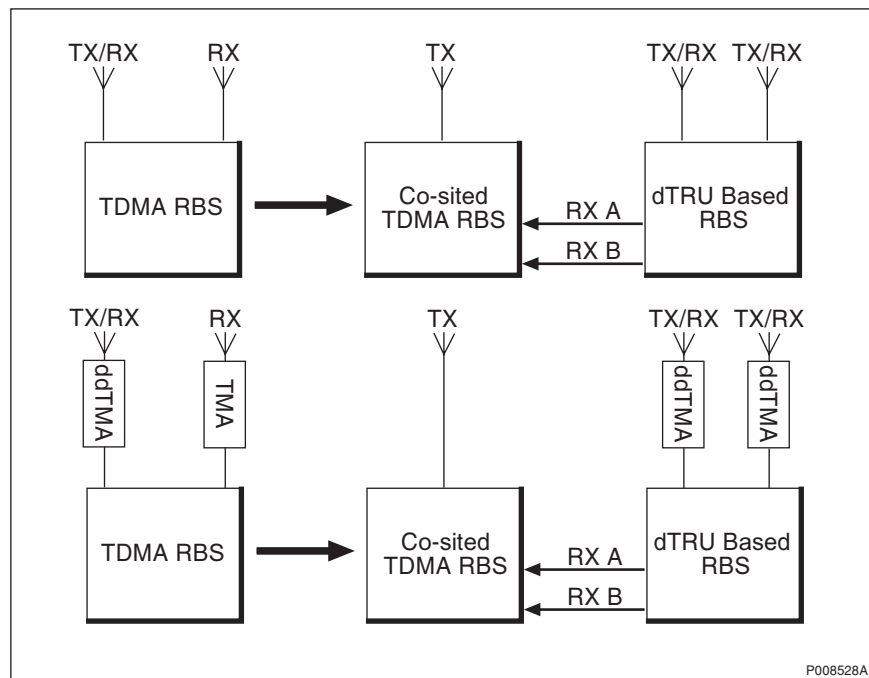 TX/RX RX TX TX/RX TX/RX
TDMA RBS
Co-sited
TDMA RBS
RX A
RX B
dTRU Based
RBS
TX/RX RX TX TX/RX TX/RX
ddTMA TMA ddTMA ddTMA
TDMA RBS
Co-sited
TDMA RBS
RX A
RX B
dTRU Based
RBS
P008528A